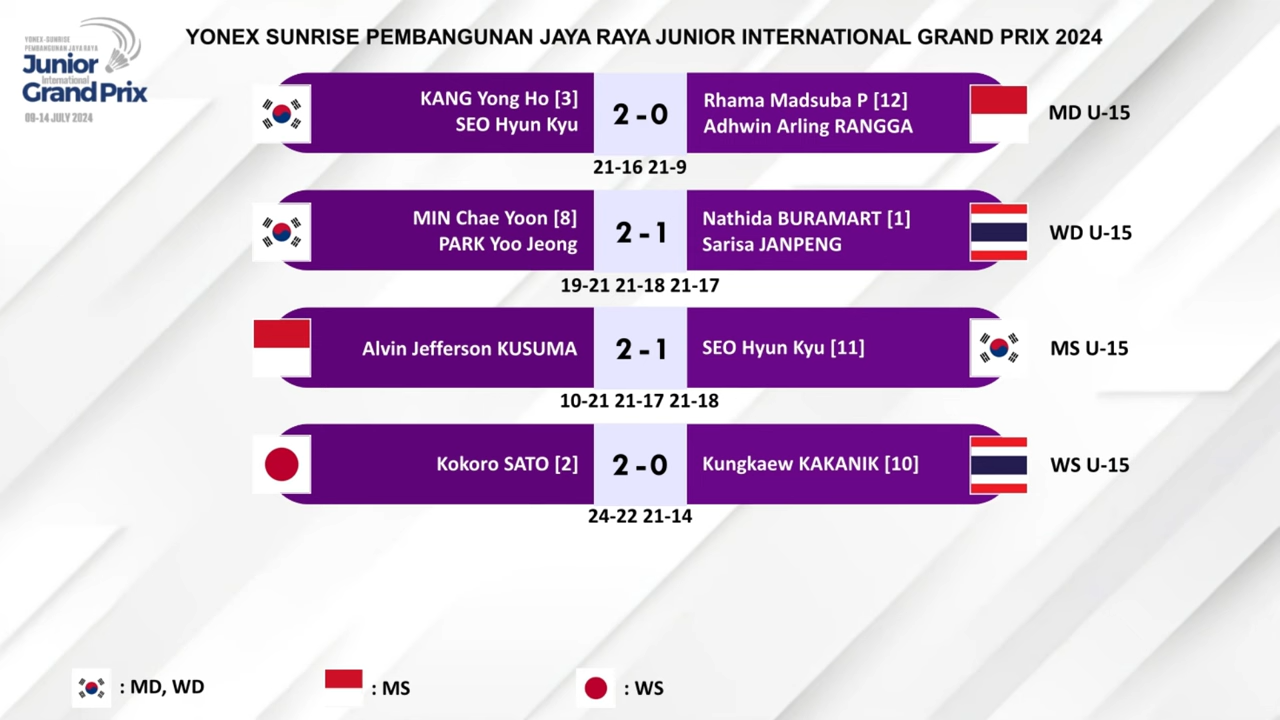 YONEX-SUNRISE
PEMBANGUNAN JAYA RAYA
Junior
International
Grand Prix
09-14 JULY 2024
YONEX SUNRISE PEMBANGUNAN JAYA RAYA JUNIOR INTERNATIONAL GRAND PRIX 2024
KANG Yong Ho [3]
SEO Hyun Kyu
2-0
Rhama Madsuba P [12]
Adhwin Arling RANGGA
MD U-15
21-16 21-9
MIN Chae Yoon [8]
PARK Yoo Jeong
2-1
Nathida BURAMART [1]
Sarisa JANPENG
WD U-15
19-21 21-18 21-17
Alvin Jefferson KUSUMA
2-1
SEO Hyun Kyu [11]
MS U-15
10-21 21-17 21-18
Kokoro SATO [2]
2-0
Kungkaew KAKANIK [10]
WS U-15
24-22 21-14
: MD, WD
: MS
: WS